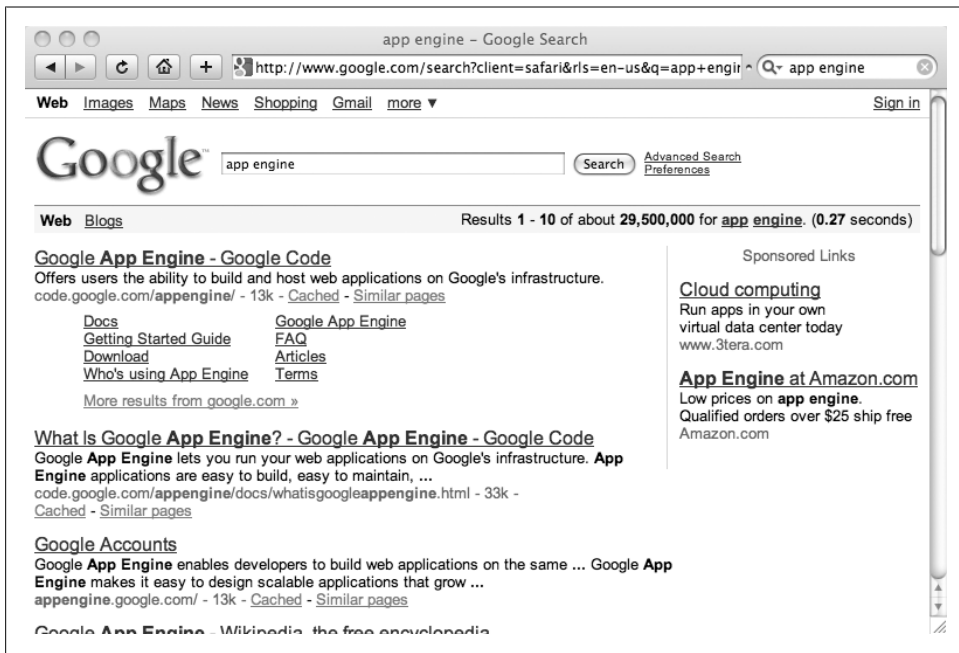 app engine – Google Search
http://www.google.com/search?client=safari&rls=en-us&q=app+engir
app engine
Web Images Maps News Shopping Gmail more ▼
Sign in
Google™
app engine
Search
Advanced Search
Preferences
Web Blogs
Results 1 - 10 of about 29,500,000 for app engine. (0.27 seconds)
Google App Engine - Google Code
Offers users the ability to build and host web applications on Google's infrastructure.
code.google.com/appengine/ - 13k - Cached - Similar pages
Docs
Getting Started Guide
Download
Who's using App Engine
Google App Engine
FAQ
Articles
Terms
More results from google.com »
What Is Google App Engine? - Google App Engine - Google Code
Google App Engine lets you run your web applications on Google's infrastructure. App
Engine applications are easy to build, easy to maintain, ...
code.google.com/appengine/docs/whatisgoogleappengine.html - 33k -
Cached - Similar pages
Google Accounts
Google App Engine enables developers to build web applications on the same ... Google App
Engine makes it easy to design scalable applications that grow ...
appengine.google.com/ - 13k - Cached - Similar pages
Google App Engine - Wikipedia, the free encyclopedia
Sponsored Links
Cloud computing
Run apps in your own
virtual data center today
www.3tera.com
App Engine at Amazon.com
Low prices on app engine.
Qualified orders over $25 ship free
Amazon.com